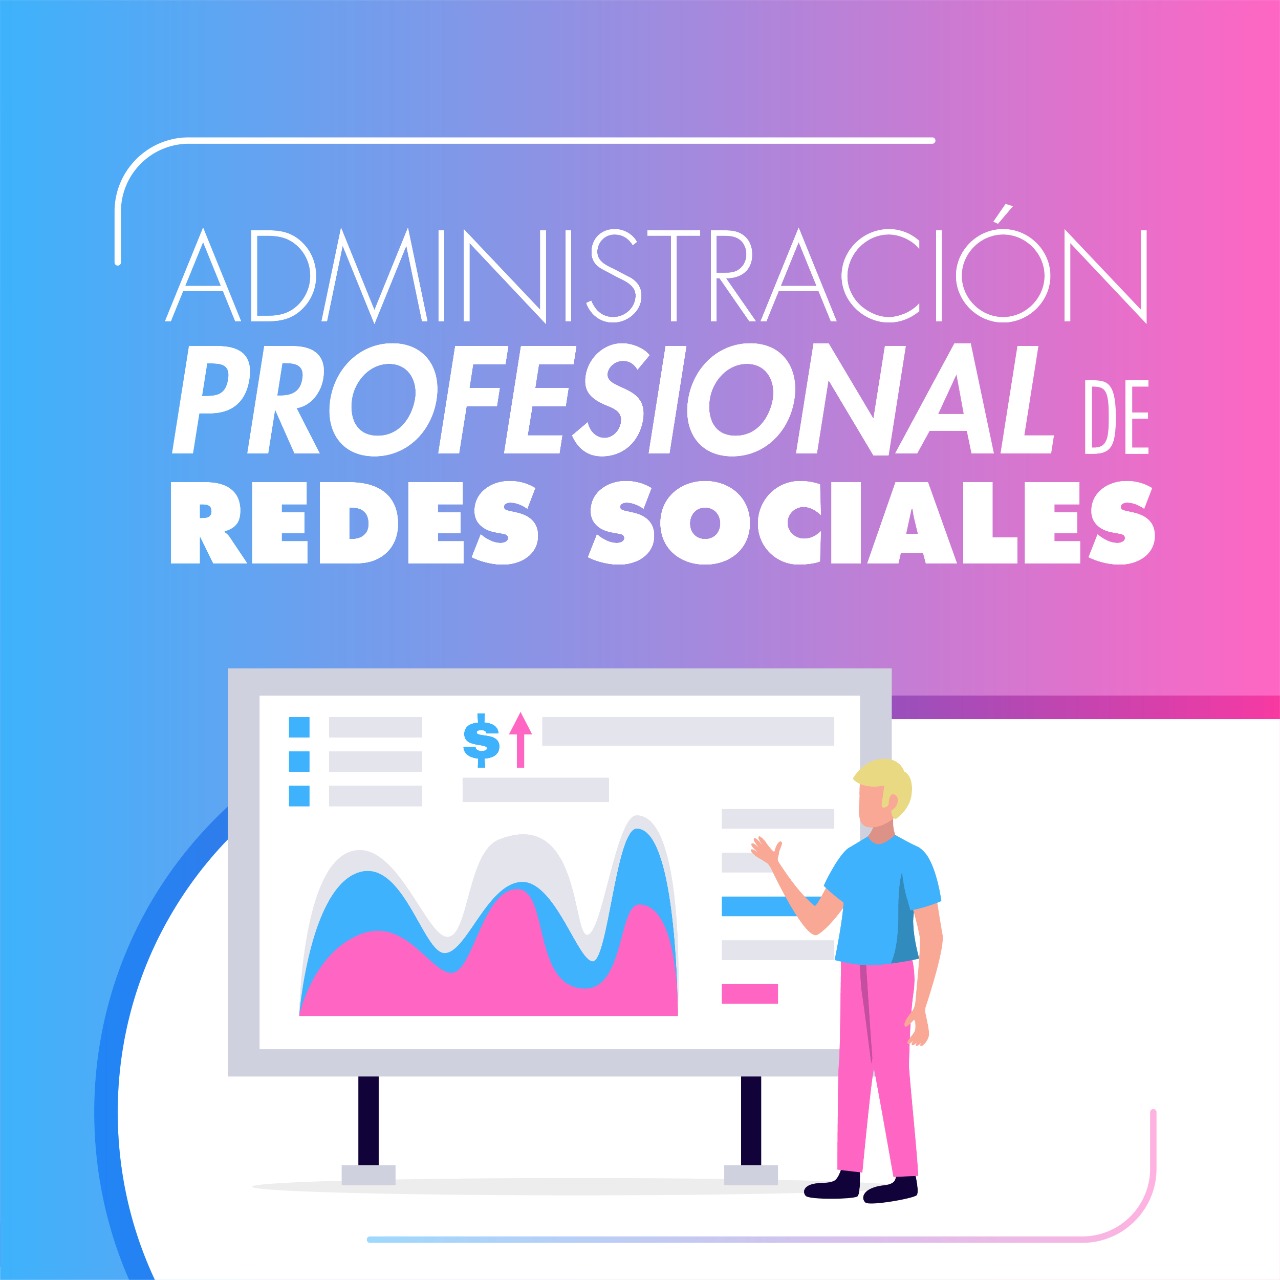 ADMINISTRACIÓN
PROFESIONAL DE
REDES SOCIALES
$